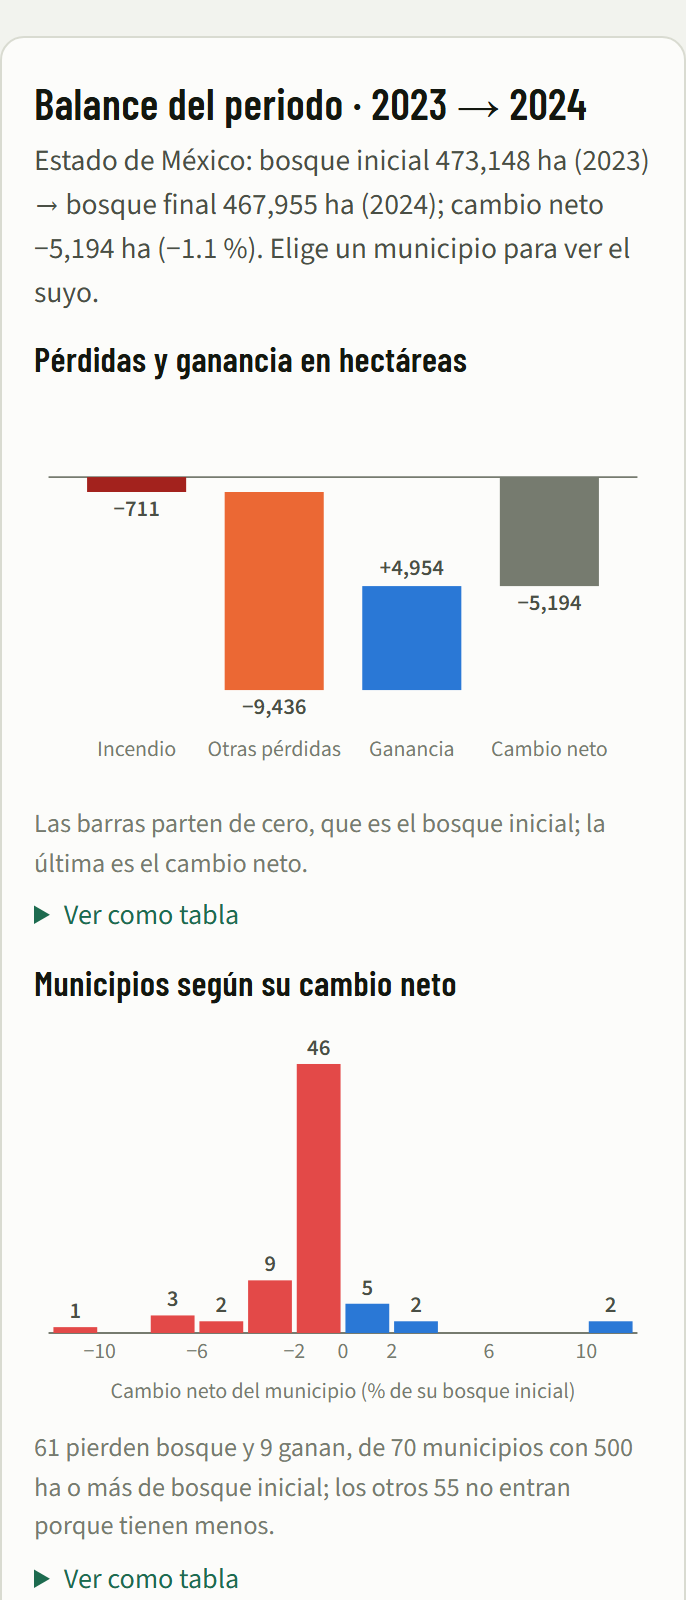 Balance del periodo · 2023 → 2024
Estado de México: bosque inicial 473,148 ha (2023)
→ bosque final 467,955 ha (2024); cambio neto
−5,194 ha (−1.1 %). Elige un municipio para ver el
suyo.
Pérdidas y ganancia en hectáreas
−711
+4,954
−5,194
−9,436
Incendio Otras pérdidas Ganancia Cambio neto
Las barras parten de cero, que es el bosque inicial; la
última es el cambio neto.
▶ Ver como tabla
Municipios según su cambio neto
46
9
5
3
2
2
2
1
−10 −6 −2 0 2 6 10
Cambio neto del municipio (% de su bosque inicial)
61 pierden bosque y 9 ganan, de 70 municipios con 500
ha o más de bosque inicial; los otros 55 no entran
porque tienen menos.
▶ Ver como tabla